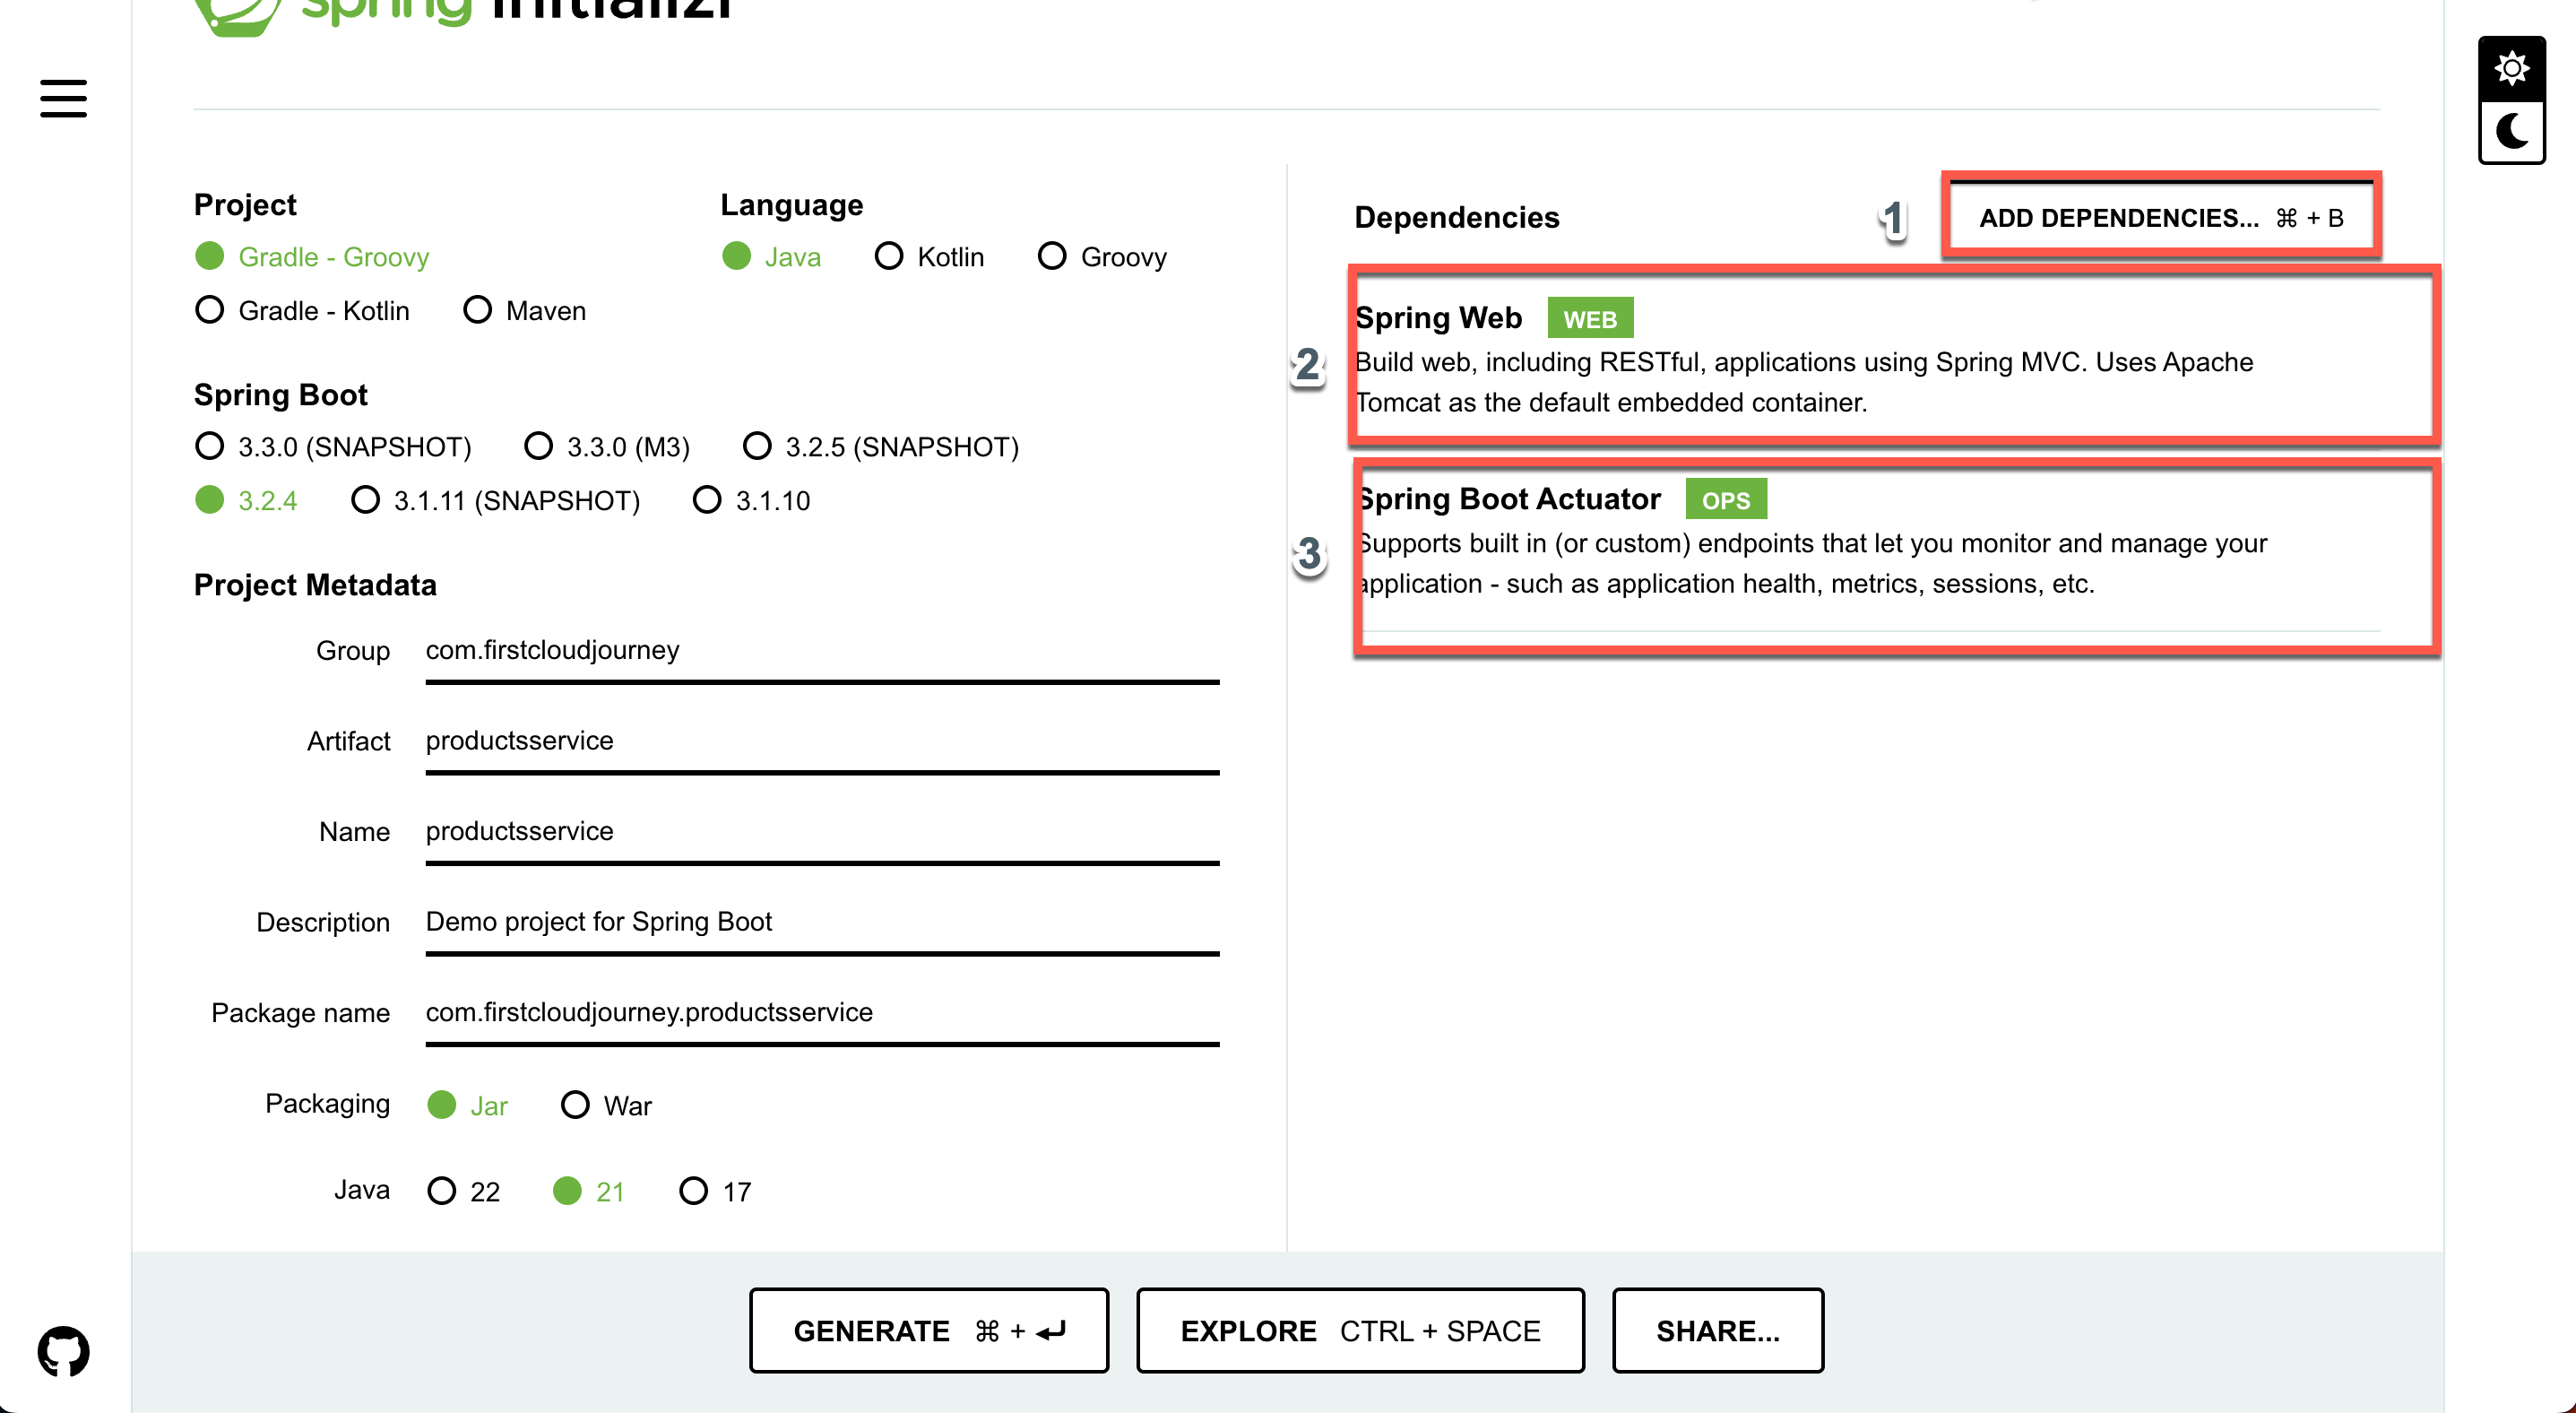 spring initializr
Project
Gradle - Groovy
Gradle - Kotlin Maven
Language
Java Kotlin Groovy
Spring Boot
3.3.0 (SNAPSHOT) 3.3.0 (M3) 3.2.5 (SNAPSHOT)
3.2.4 3.1.11 (SNAPSHOT) 3.1.10
Project Metadata
Group com.firstcloudjourney
Artifact productsservice
Name productsservice
Description Demo project for Spring Boot
Package name com.firstcloudjourney.productsservice
Packaging Jar War
Java 22 21 17
Dependencies
1 ADD DEPENDENCIES... ⌘ + B
2
Spring Web WEB
Build web, including RESTful, applications using Spring MVC. Uses Apache
Tomcat as the default embedded container.
3
Spring Boot Actuator OPS
Supports built in (or custom) endpoints that let you monitor and manage your
application - such as application health, metrics, sessions, etc.
GENERATE ⌘ + ↵
EXPLORE CTRL + SPACE
SHARE...